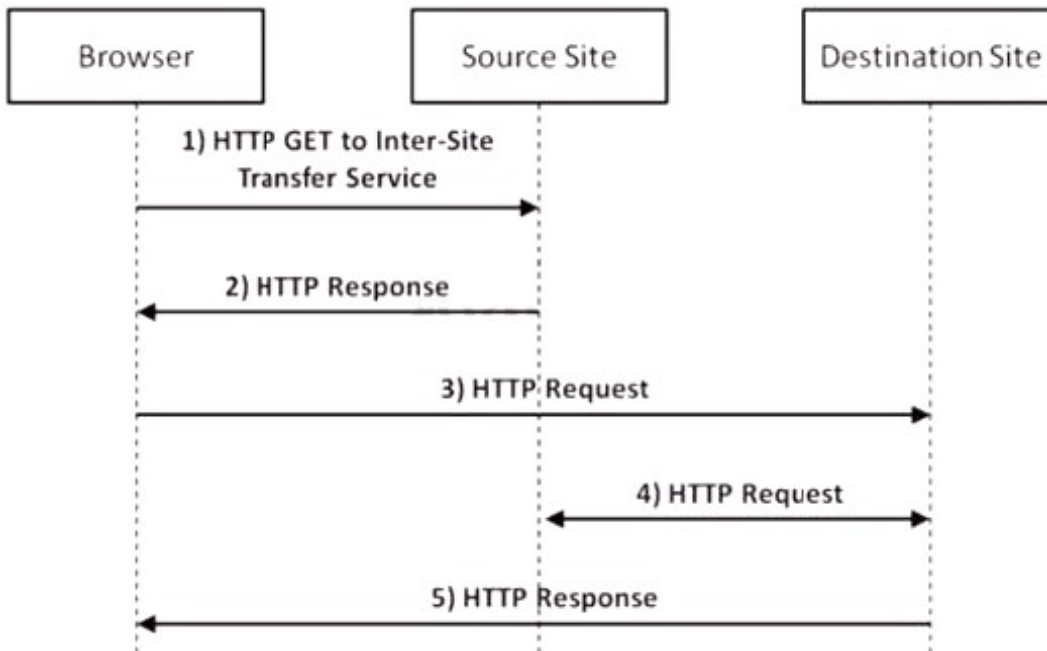 Browser
Source Site
Destination Site
1) HTTP GET to Inter-Site
Transfer Service
2) HTTP Response
3) HTTP Request
4) HTTP Request
5) HTTP Response